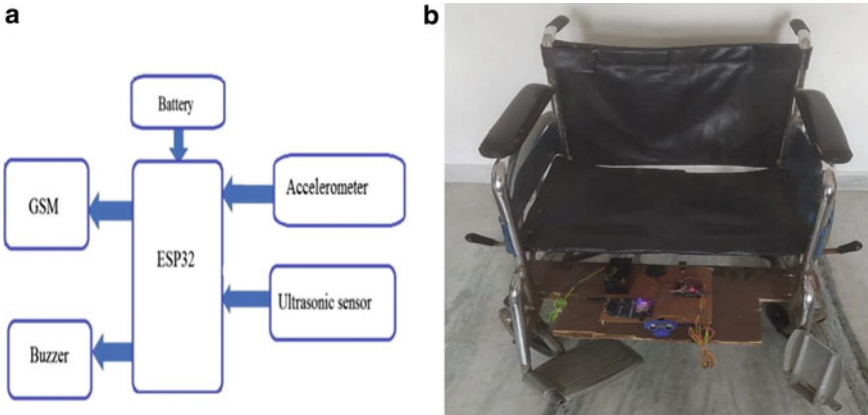 a
b
Battery
GSM
Accelerometer
ESP32
Ultrasonic sensor
Buzzer